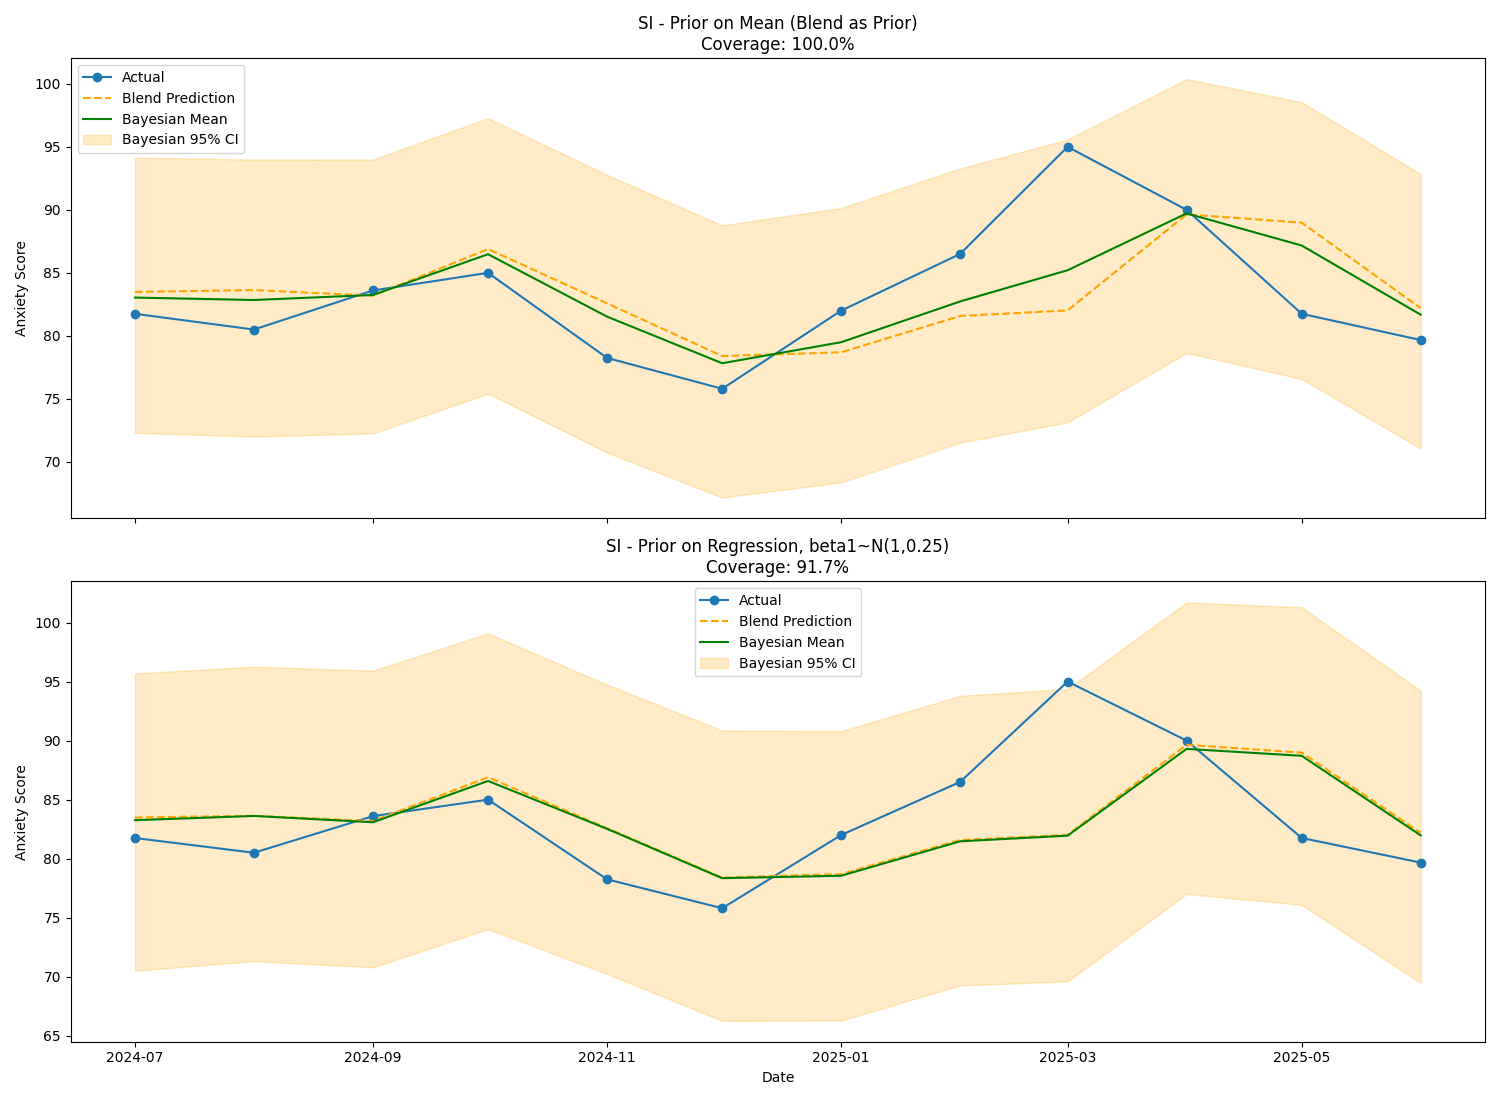 SI - Prior on Mean (Blend as Prior)
Coverage: 100.0%
Actual
Blend Prediction
Bayesian Mean
Bayesian 95% CI
Anxiety Score
100
95
90
85
80
75
70
SI - Prior on Regression, beta1~N(1,0.25)
Coverage: 91.7%
Actual
Blend Prediction
Bayesian Mean
Bayesian 95% CI
Anxiety Score
100
95
90
85
80
75
70
65
2024-07 2024-09 2024-11 2025-01 2025-03 2025-05
Date